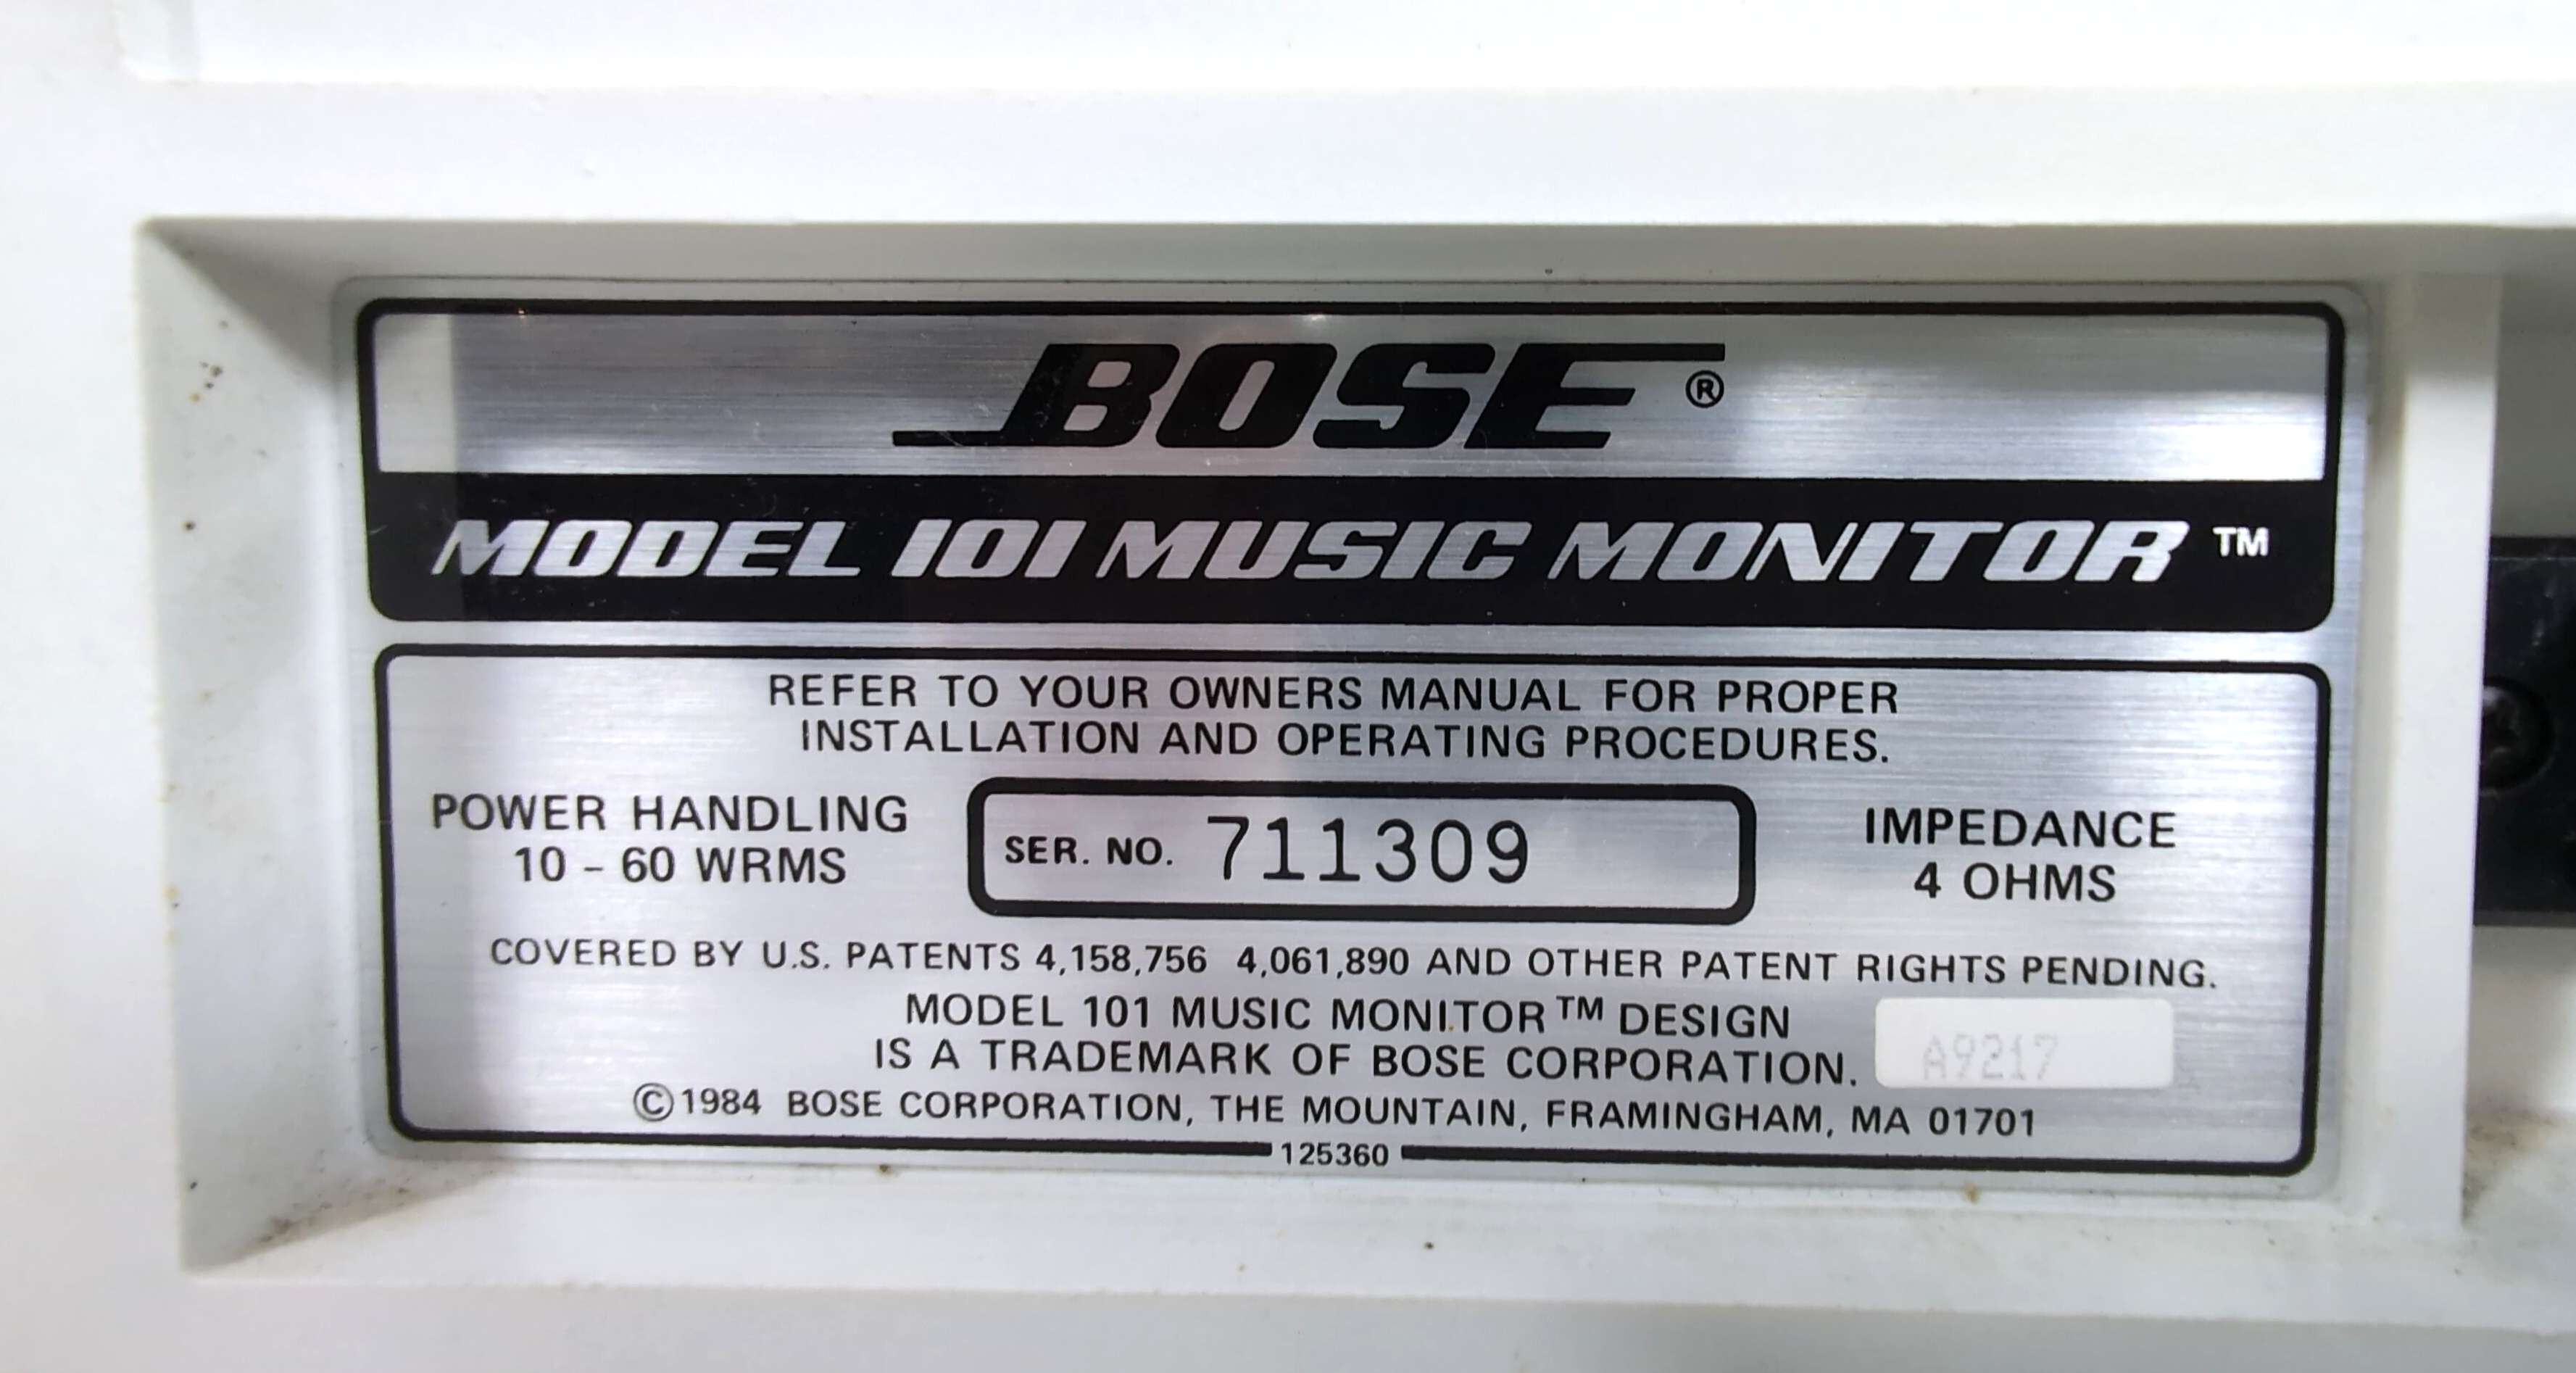 BOSE®
MODEL 101 MUSIC MONITOR™
REFER TO YOUR OWNERS MANUAL FOR PROPER
INSTALLATION AND OPERATING PROCEDURES.
POWER HANDLING
10 - 60 WRMS
SER. NO. 711309
IMPEDANCE
4 OHMS
COVERED BY U.S. PATENTS 4,158,756 4,061,890 AND OTHER PATENT RIGHTS PENDING.
MODEL 101 MUSIC MONITOR™ DESIGN
IS A TRADEMARK OF BOSE CORPORATION.
A9217
©1984 BOSE CORPORATION, THE MOUNTAIN, FRAMINGHAM, MA 01701
125360